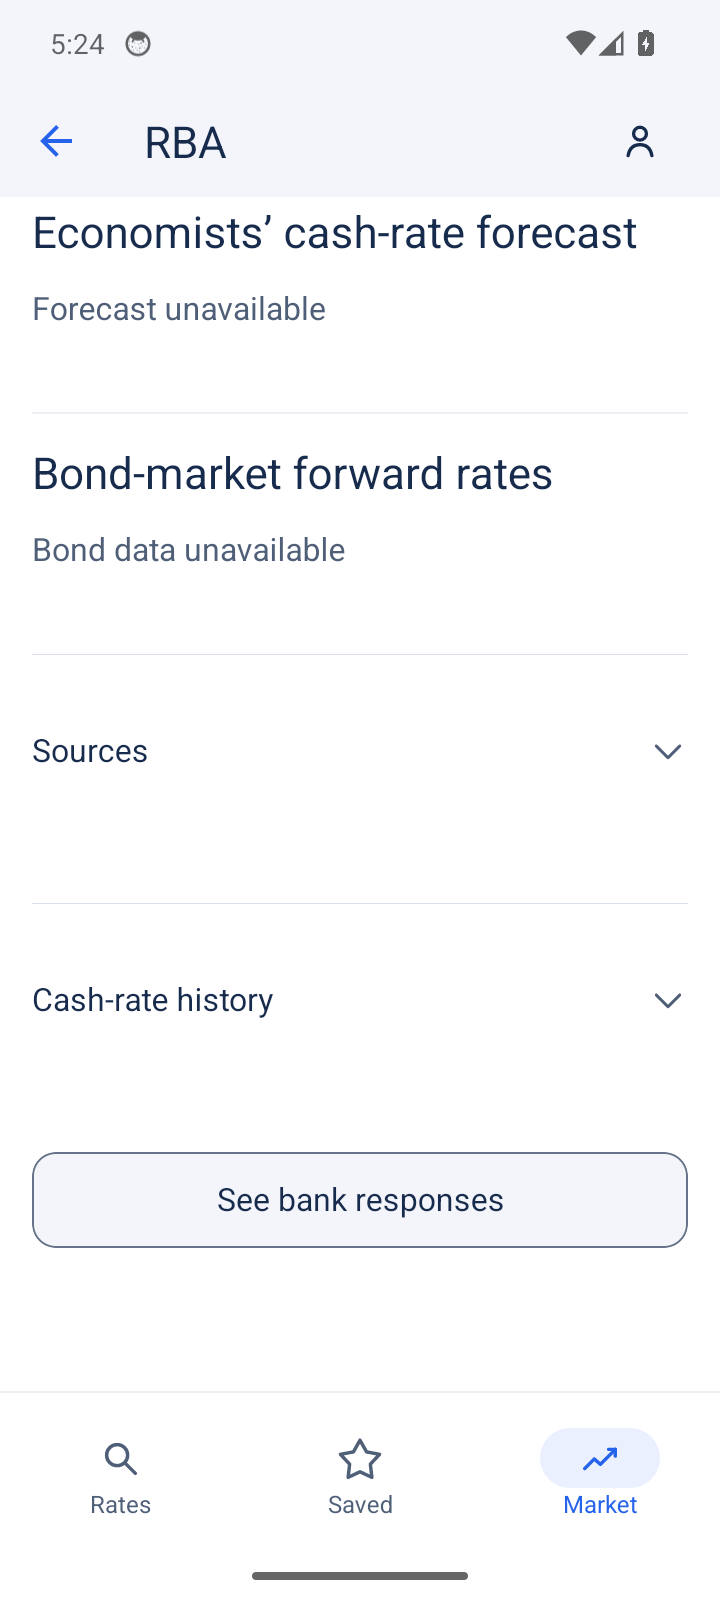 5:24
RBA
Economists’ cash-rate forecast
Forecast unavailable
Bond-market forward rates
Bond data unavailable
Sources
Cash-rate history
See bank responses
Rates
Saved
Market